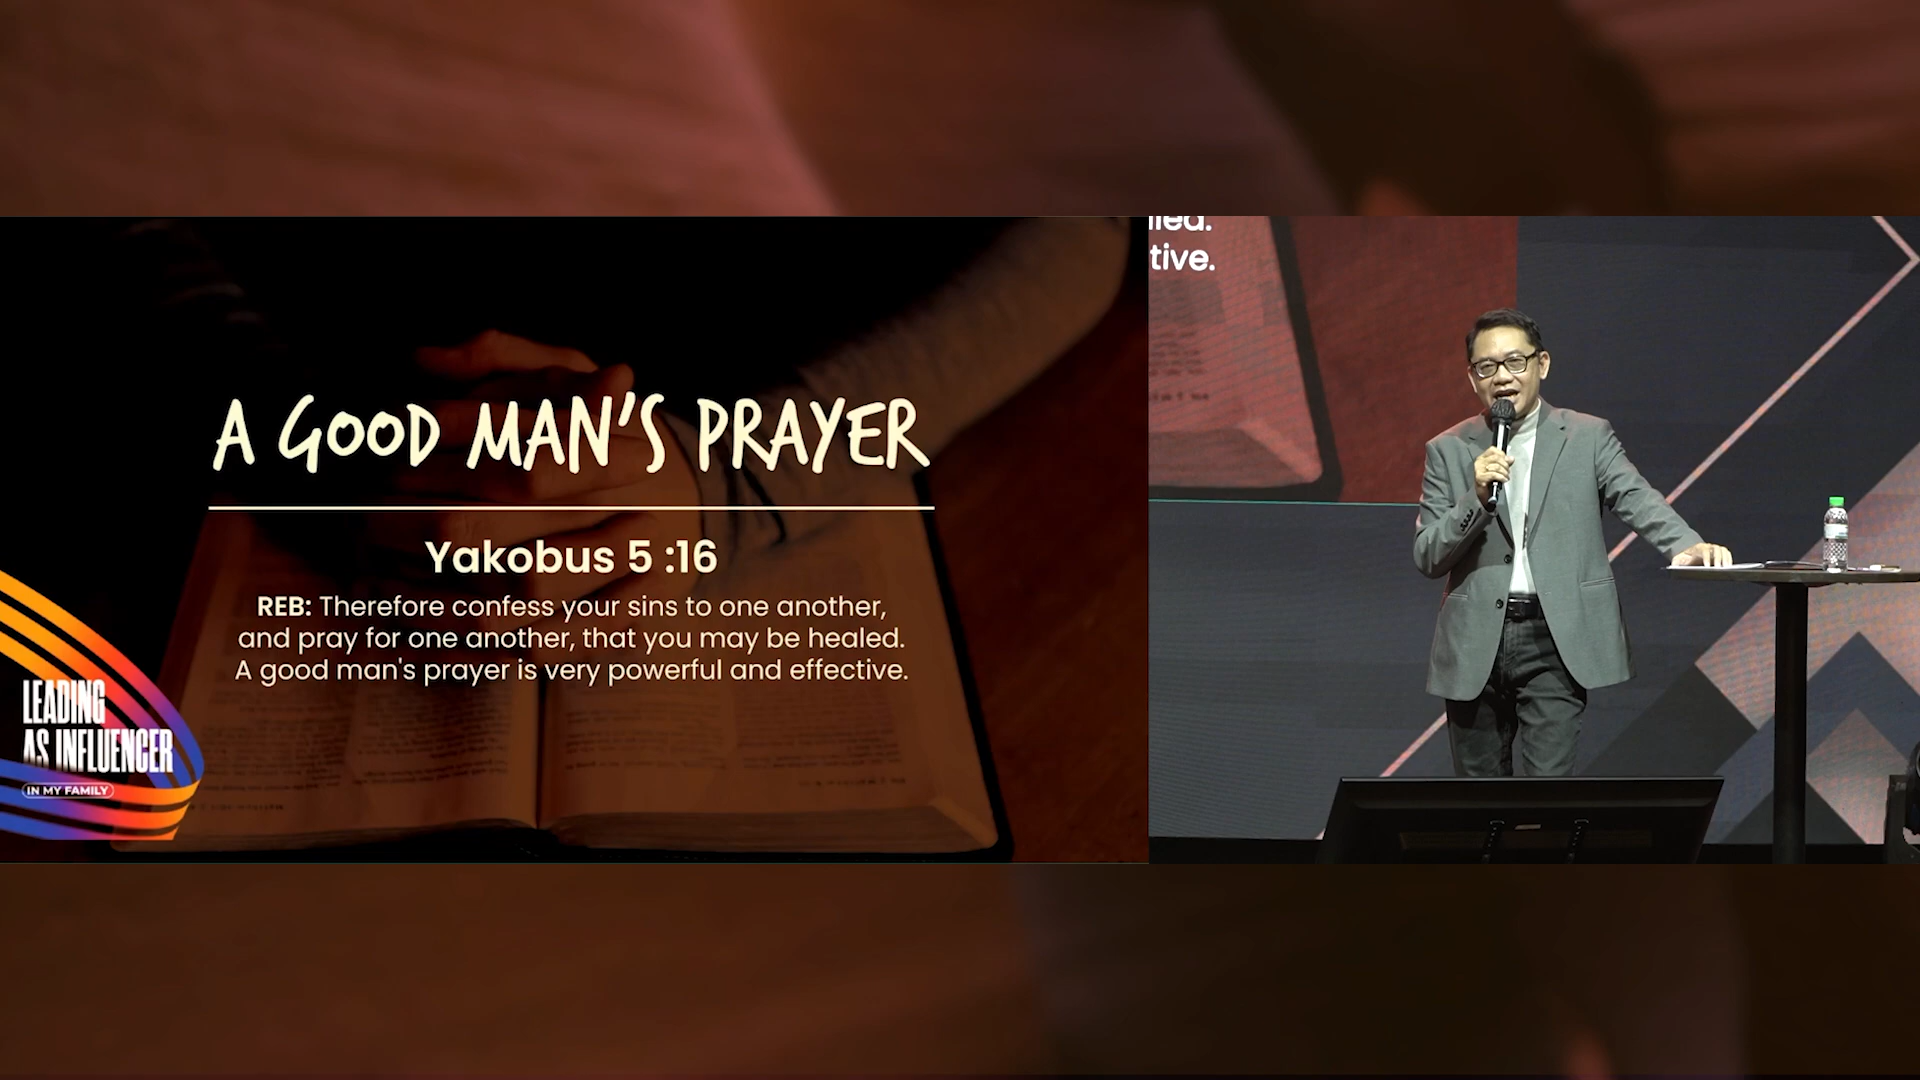 A GOOD MAN'S PRAYER
Yakobus 5 :16
REB: Therefore confess your sins to one another,
and pray for one another, that you may be healed.
A good man's prayer is very powerful and effective.
LEADING
AS INFLUENCER
IN MY FAMILY
tive.